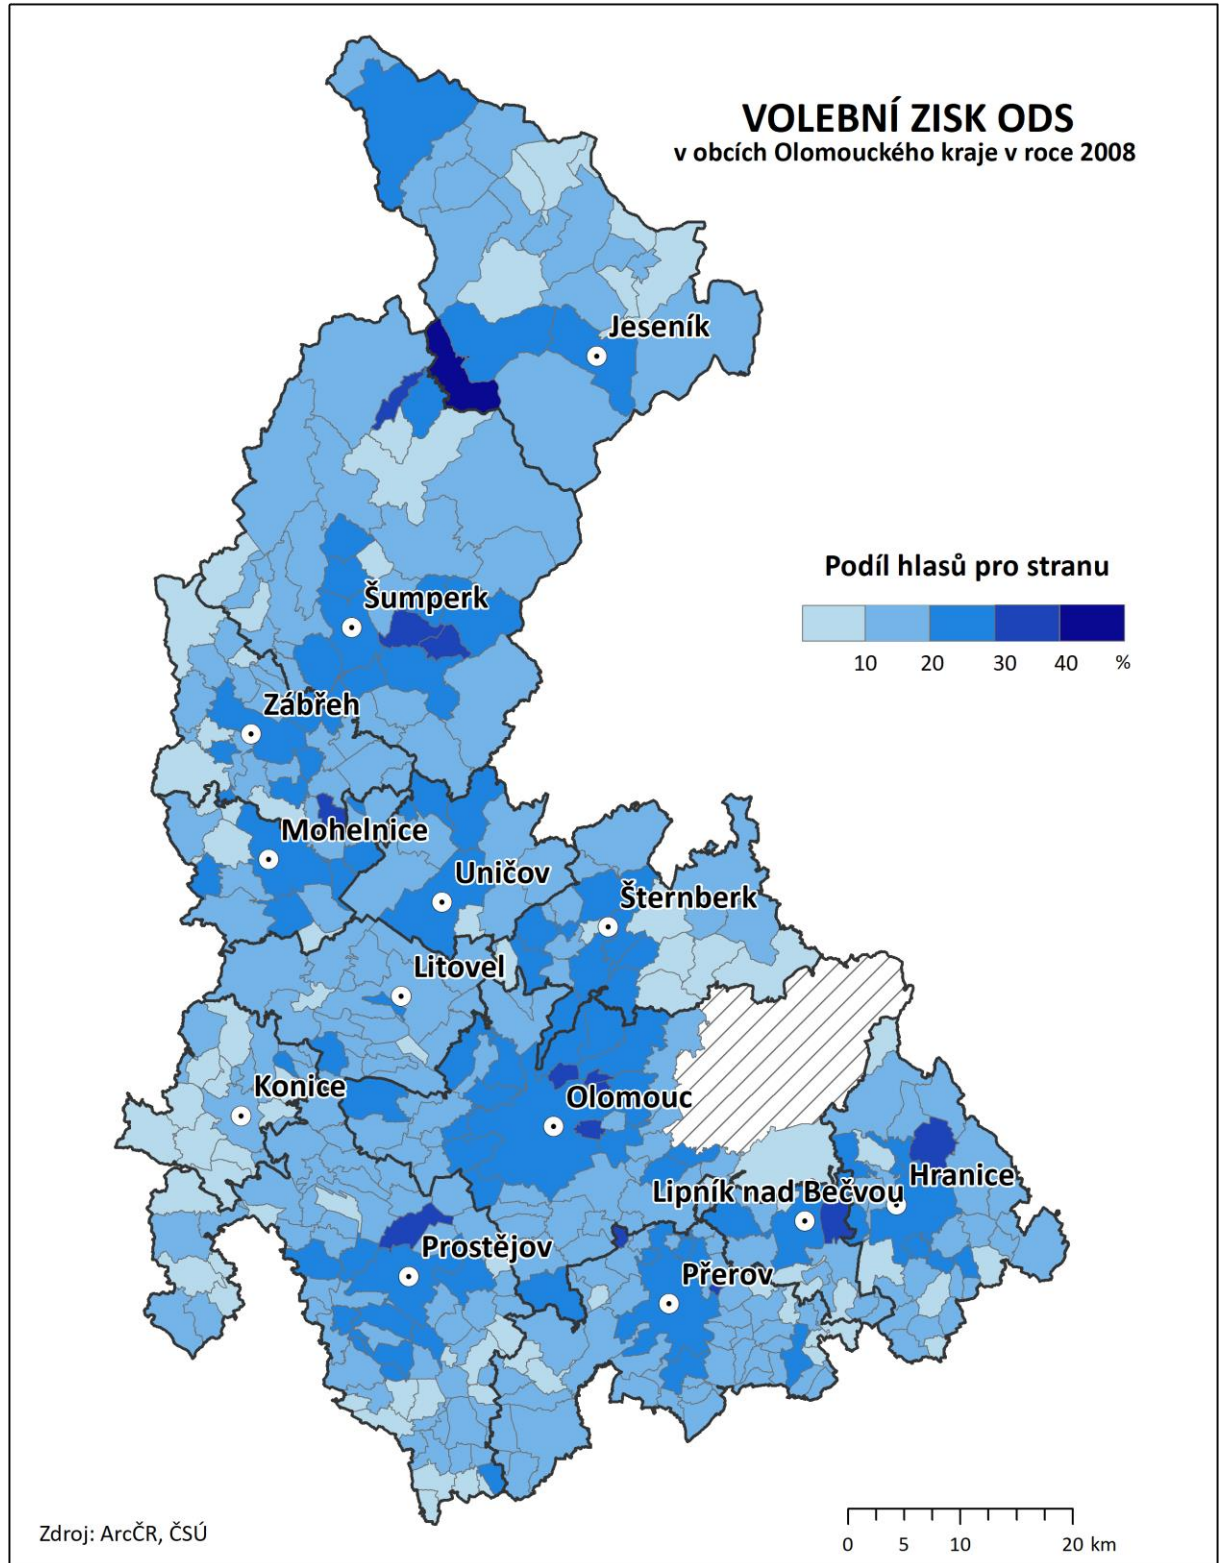 VOLEBNÍ ZISK ODS
v obcích Olomouckého kraje v roce 2008
Jeseník
Podíl hlasů pro stranu
10 20 30 40 %
Šumperk
Zábřeh
Mohelnice
Uničov
Šternberk
Litovel
Konice
Olomouc
Hranice
Lipník nad Bečvou
Prostějov
Přerov
Zdroj: ArcČR, ČSÚ
0 5 10 20 km